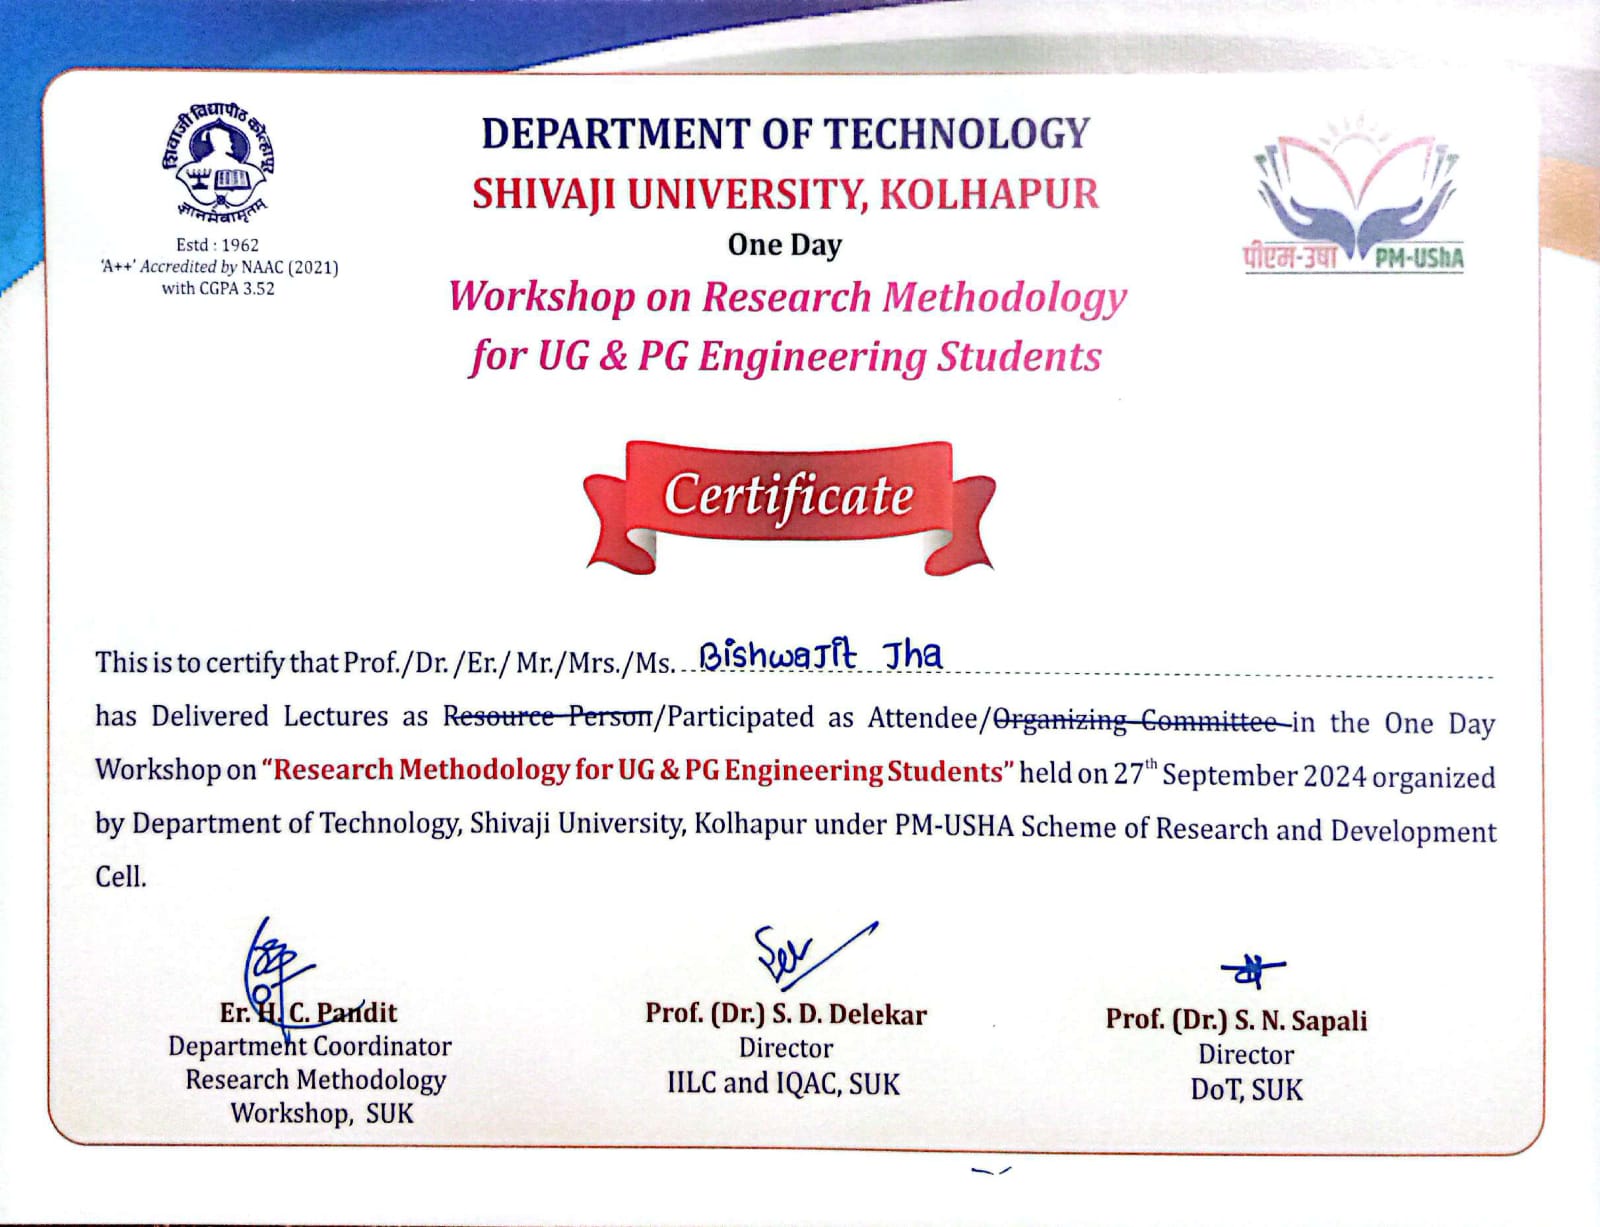 शिवाजी विद्यापीठ कोल्हापूर
ज्ञानमेवामृतम्
Estd : 1962
'A++' Accredited by NAAC (2021)
with CGPA 3.52
DEPARTMENT OF TECHNOLOGY
SHIVAJI UNIVERSITY, KOLHAPUR
One Day
Workshop on Research Methodology
for UG & PG Engineering Students
पीएम-उषा PM-USHA
Certificate
This is to certify that Prof./Dr. /Er./ Mr./Mrs./Ms. Bishwajit Jha
has Delivered Lectures as Resource Person/Participated as Attendee/Organizing Committee in the One Day
Workshop on “Research Methodology for UG & PG Engineering Students” held on 27th September 2024 organized
by Department of Technology, Shivaji University, Kolhapur under PM-USHA Scheme of Research and Development
Cell.
Er. H. C. Pandit
Department Coordinator
Research Methodology
Workshop, SUK
Prof. (Dr.) S. D. Delekar
Director
IILC and IQAC, SUK
Prof. (Dr.) S. N. Sapali
Director
DoT, SUK